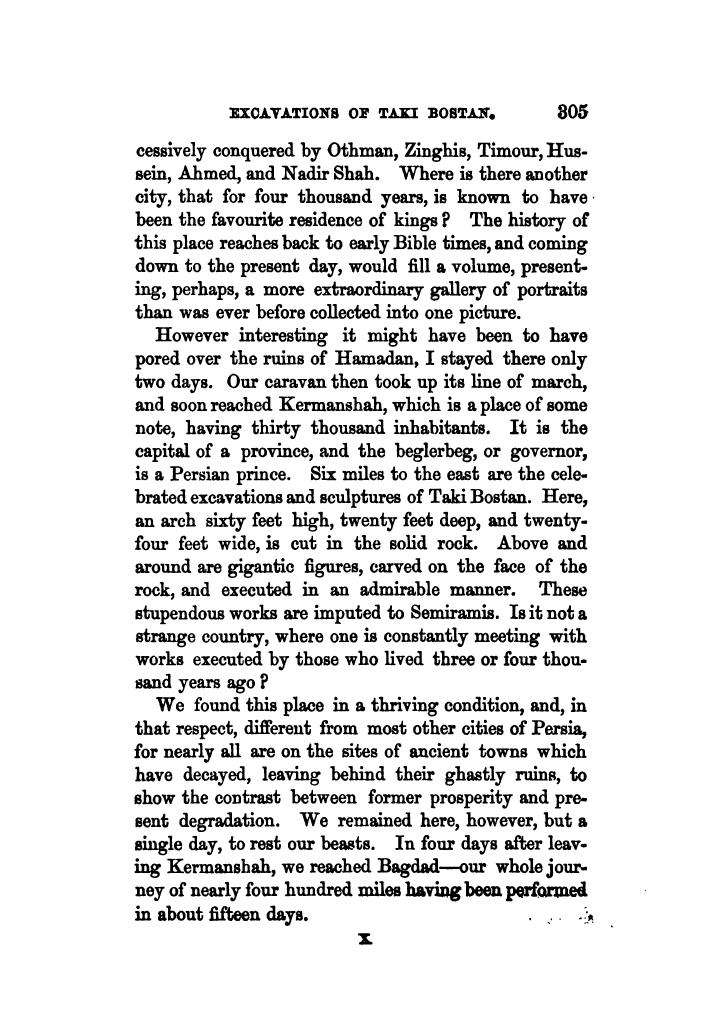 EXCAVATIONS OF TAKI BOSTAN. 305
cessively conquered by Othman, Zinghis, Timour, Hus-
sein, Ahmed, and Nadir Shah. Where is there another
city, that for four thousand years, is known to have
been the favourite residence of kings? The history of
this place reaches back to early Bible times, and coming
down to the present day, would fill a volume, present-
ing, perhaps, a more extraordinary gallery of portraits
than was ever before collected into one picture.
However interesting it might have been to have
pored over the ruins of Hamadan, I stayed there only
two days. Our caravan then took up its line of march,
and soon reached Kermanshah, which is a place of some
note, having thirty thousand inhabitants. It is the
capital of a province, and the beglerbeg, or governor,
is a Persian prince. Six miles to the east are the cele-
brated excavations and sculptures of Taki Bostan. Here,
an arch sixty feet high, twenty feet deep, and twenty-
four feet wide, is cut in the solid rock. Above and
around are gigantic figures, carved on the face of the
rock, and executed in an admirable manner. These
stupendous works are imputed to Semiramis. Is it not a
strange country, where one is constantly meeting with
works executed by those who lived three or four thou-
sand years ago?
We found this place in a thriving condition, and, in
that respect, different from most other cities of Persia,
for nearly all are on the sites of ancient towns which
have decayed, leaving behind their ghastly ruins, to
show the contrast between former prosperity and pre-
sent degradation. We remained here, however, but a
single day, to rest our beasts. In four days after leav-
ing Kermanshah, we reached Bagdad—our whole jour-
ney of nearly four hundred miles having been performed
in about fifteen days.
X